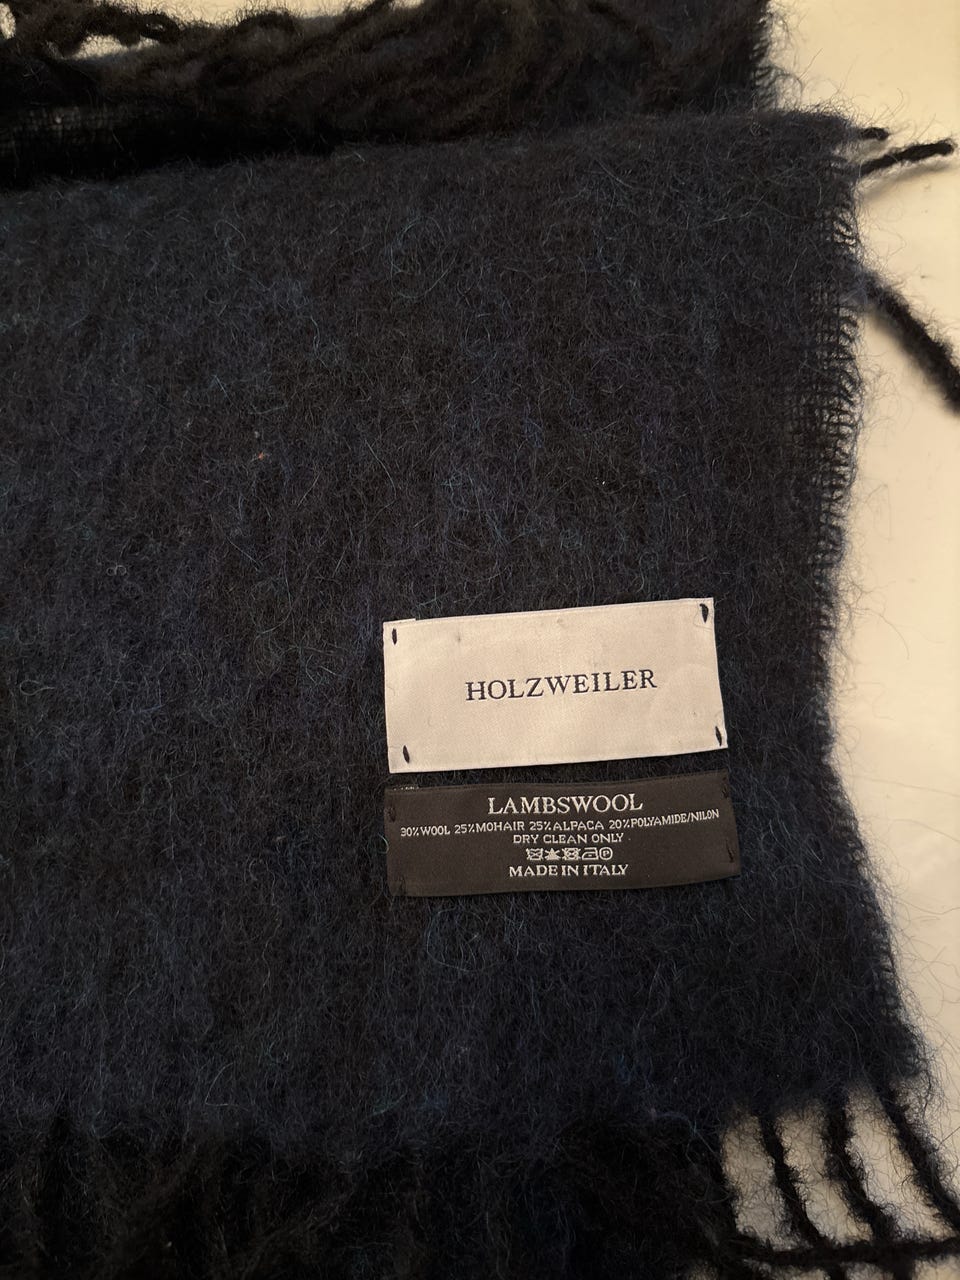 HOLZWEILER
LAMBSWOOL
30%WOOL 25%MOHAIR 25%ALPACA 20%POLYAMIDE/NILON
DRY CLEAN ONLY
MADE IN ITALY